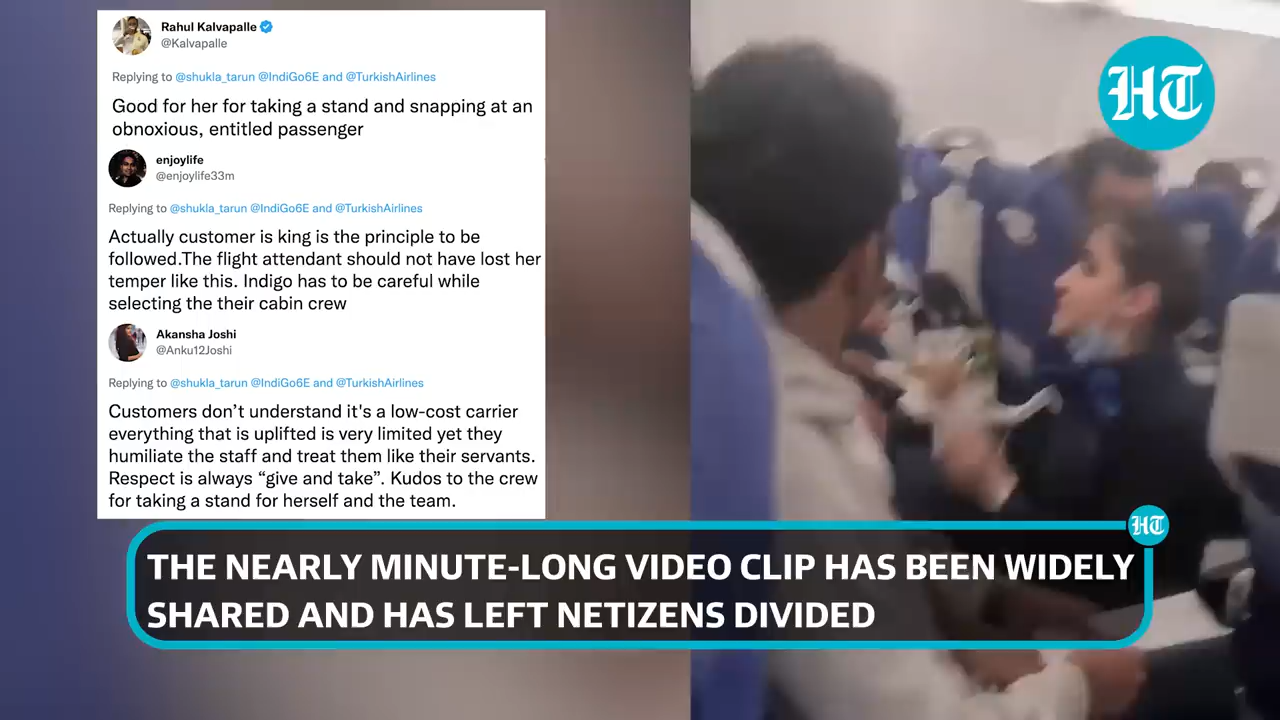 Rahul Kalvapalle
@Kalvapalle
Replying to @shukla_tarun @IndiGo6E and @TurkishAirlines
Good for her for taking a stand and snapping at an
obnoxious, entitled passenger
enjoylife
@enjoylife33m
Replying to @shukla_tarun @IndiGo6E and @TurkishAirlines
Actually customer is king is the principle to be
followed.The flight attendant should not have lost her
temper like this. Indigo has to be careful while
selecting the their cabin crew
Akansha Joshi
@Anku12Joshi
Replying to @shukla_tarun @IndiGo6E and @TurkishAirlines
Customers don’t understand it's a low-cost carrier
everything that is uplifted is very limited yet they
humiliate the staff and treat them like their servants.
Respect is always “give and take”. Kudos to the crew
for taking a stand for herself and the team.
HT
HT
THE NEARLY MINUTE-LONG VIDEO CLIP HAS BEEN WIDELY
SHARED AND HAS LEFT NETIZENS DIVIDED